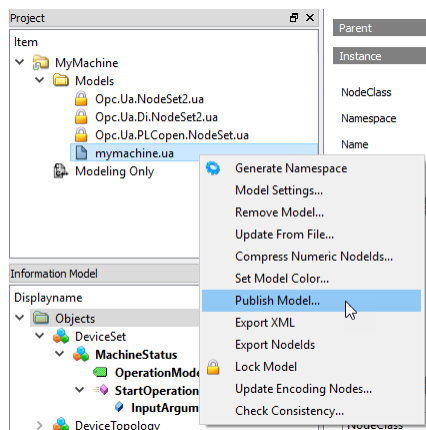 Project
Item
MyMachine
Models
Opc.Ua.NodeSet2.ua
Opc.Ua.Di.NodeSet2.ua
Opc.Ua.PLCopen.NodeSet.ua
mymachine.ua
Modeling Only
Parent
Instance
NodeClass
Namespace
Name
Generate Namespace
Model Settings...
Remove Model...
Update From File...
Compress Numeric NodeIds...
Set Model Color...
Publish Model...
Export XML
Export NodeIds
Lock Model
Update Encoding Nodes...
Check Consistency...
Information Model
Displayname
Objects
DeviceSet
MachineStatus
OperationMod
StartOperation
InputArgum
DeviceTopology
NodeClass